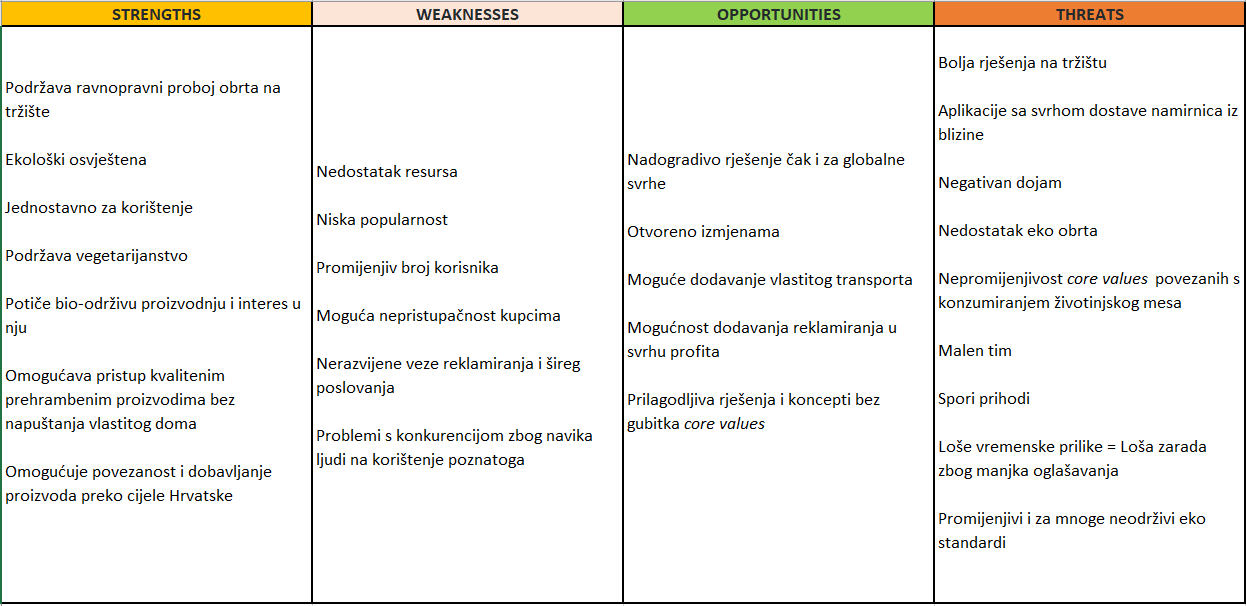 STRENGTHS
WEAKNESSES
OPPORTUNITIES
THREATS
Podržava ravnopravni proboj obrta na
tržište
Ekološki osvještena
Jednostavno za korištenje
Podržava vegetarijanstvo
Potiče bio-održivu proizvodnju i interes u
nju
Omogućava pristup kvalitenim
prehrambenim proizvodima bez
napuštanja vlastitog doma
Omogućuje povezanost i dobavljanje
proizvoda preko cijele Hrvatske
Nedostatak resursa
Niska popularnost
Promijenjiv broj korisnika
Moguća nepristupačnost kupcima
Nerazvijene veze reklamiranja i šireg
poslovanja
Problemi s konkurencijom zbog navika
ljudi na korištenje poznatoga
Nadogradivo rješenje čak i za globalne
svrhe
Otvoreno izmjenama
Moguće dodavanje vlastitog transporta
Mogućnost dodavanja reklamiranja u
svrhu profita
Prilagodljiva rješenja i koncepti bez
gubitka core values
Bolja rješenja na tržištu
Aplikacije sa svrhom dostave namirnica iz
blizine
Negativan dojam
Nedostatak eko obrta
Nepromijenjivost core values povezanih s
konzumiranjem životinjskog mesa
Malen tim
Spori prihodi
Loše vremenske prilike = Loša zarada
zbog manjka oglašavanja
Promijenjivi i za mnoge neodrživi eko
standardi